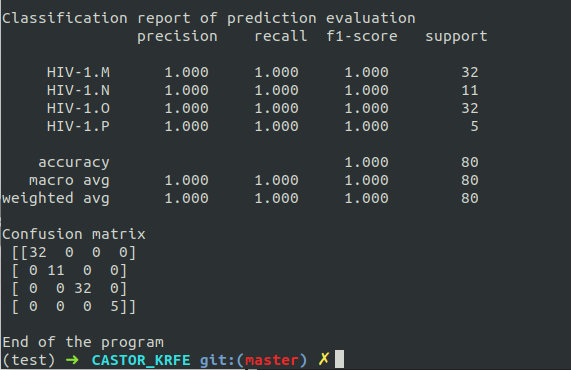 Classification report of prediction evaluation
precision recall f1-score support
HIV-1.M 1.000 1.000 1.000 32
HIV-1.N 1.000 1.000 1.000 11
HIV-1.O 1.000 1.000 1.000 32
HIV-1.P 1.000 1.000 1.000 5
accuracy 1.000 80
macro avg 1.000 1.000 1.000 80
weighted avg 1.000 1.000 1.000 80
Confusion matrix
[[32 0 0 0]
[ 0 11 0 0]
[ 0 0 32 0]
[ 0 0 0 5]]
End of the program
(test) ➜ CASTOR_KRFE git:(master) ✗